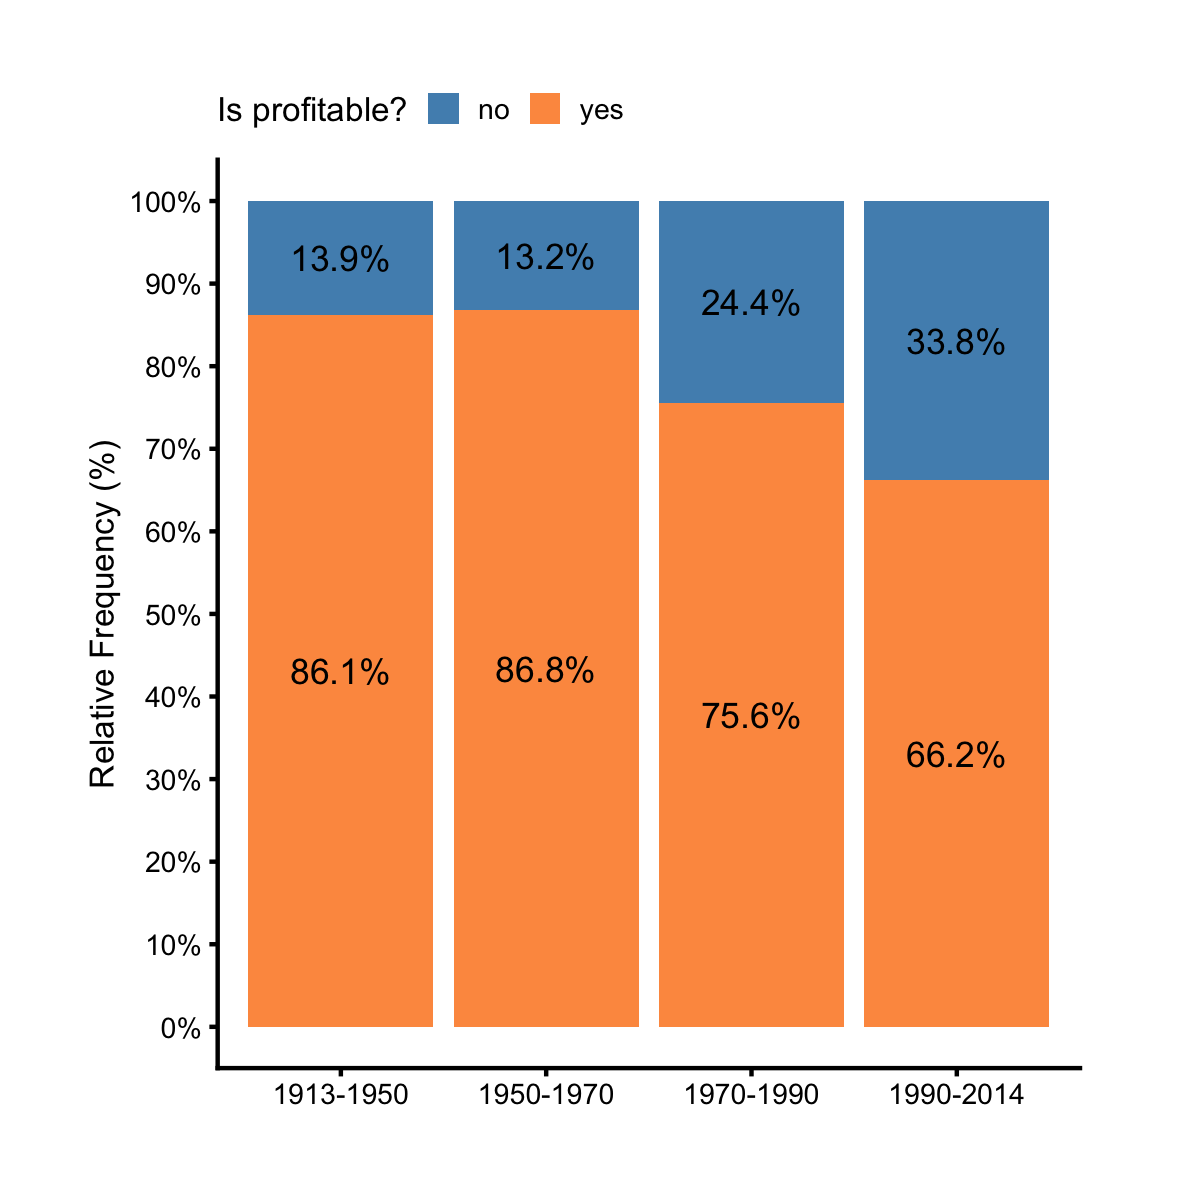 Is profitable? no yes
100%
90%
80%
70%
60%
50%
40%
30%
20%
10%
0%
Relative Frequency (%)
13.9% 13.2% 24.4% 33.8%
86.1% 86.8% 75.6% 66.2%
1913-1950 1950-1970 1970-1990 1990-2014